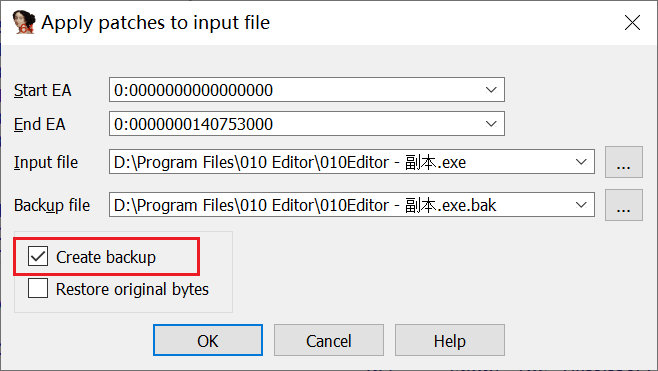 Apply patches to input file
Start EA 0:0000000000000000
End EA 0:0000000140753000
Input file D:\Program Files\010 Editor\010Editor - 副本.exe ...
Backup file D:\Program Files\010 Editor\010Editor - 副本.exe.bak ...
Create backup
Restore original bytes
OK Cancel Help